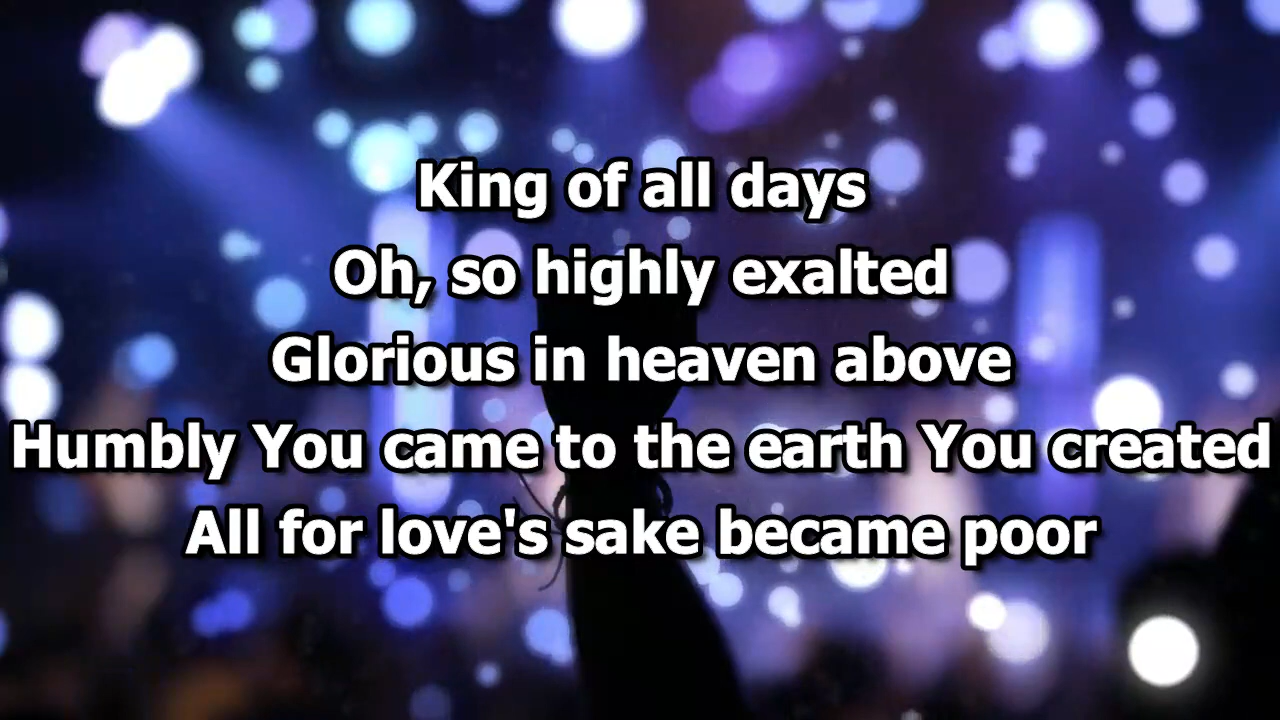 King of all days
Oh, so highly exalted
Glorious in heaven above
Humbly You came to the earth You created
All for love's sake became poor